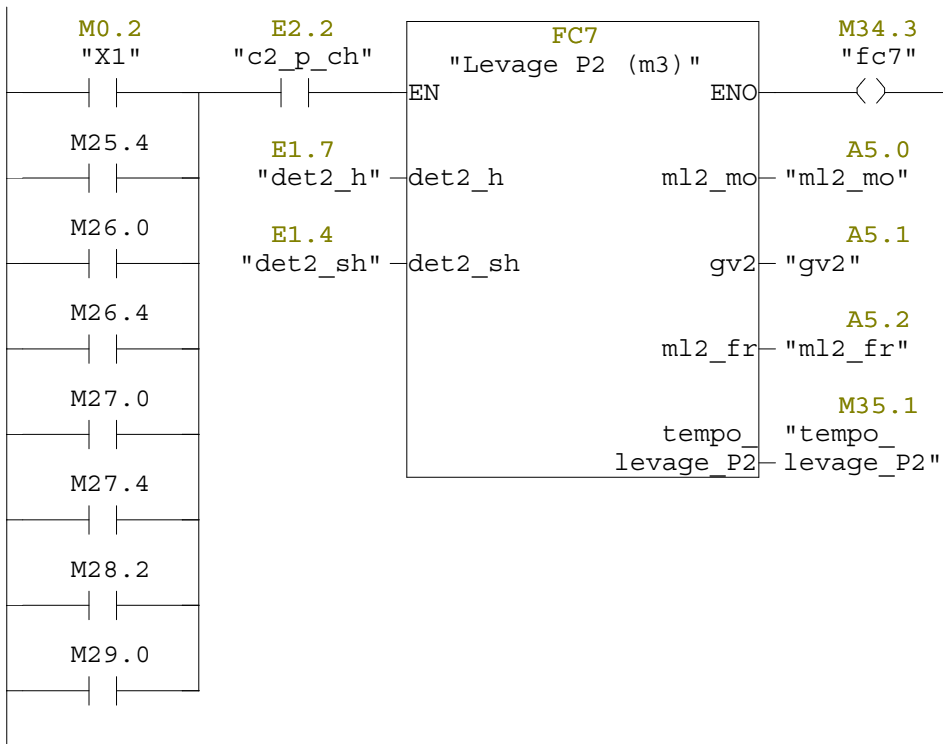 M0.2 E2.2 FC7 M34.3
"X1" "c2_p_ch" "Levage P2 (m3)" "fc7"
EN ENO
M25.4 E1.7 A5.0
"det2_h" det2_h ml2_mo "ml2_mo"
M26.0 E1.4 A5.1
"det2_sh" det2_sh gv2 "gv2"
M26.4 A5.2
ml2_fr "ml2_fr"
M27.0 M35.1
tempo_ "tempo_
levage_P2 levage_P2"
M27.4
M28.2
M29.0